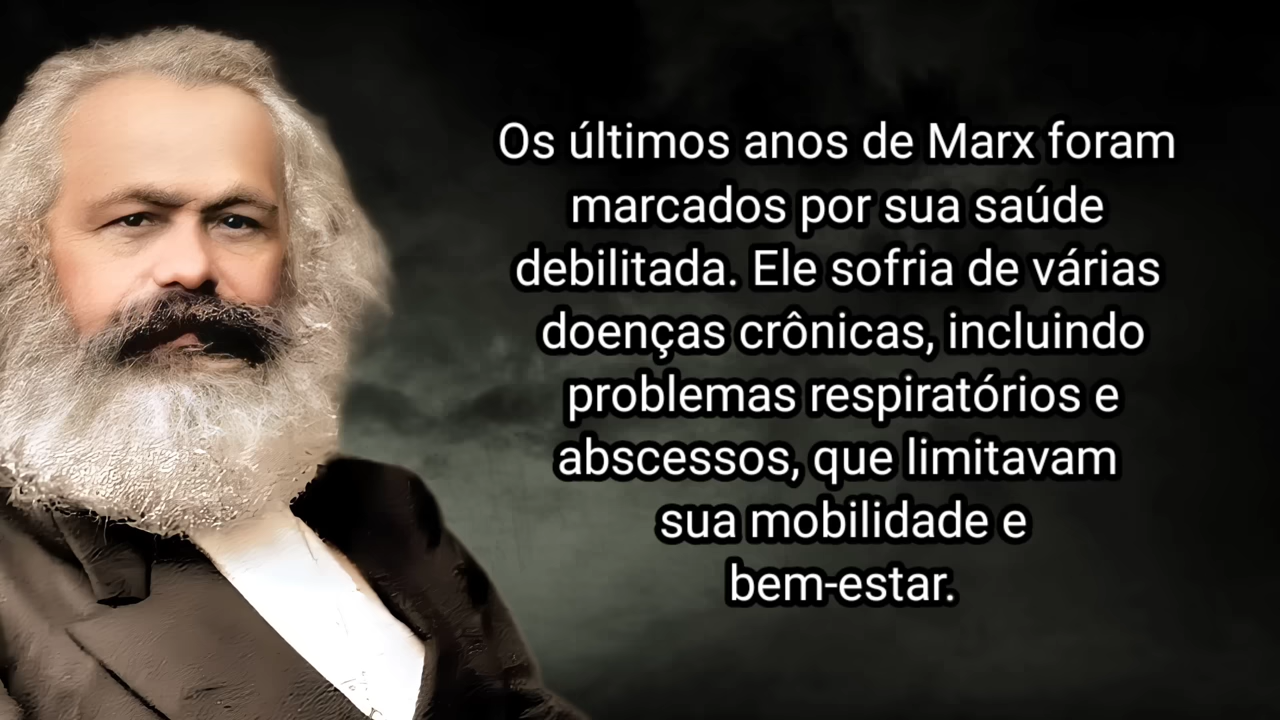 Os últimos anos de Marx foram
marcados por sua saúde
debilitada. Ele sofria de várias
doenças crônicas, incluindo
problemas respiratórios e
abscessos, que limitavam
sua mobilidade e
bem-estar.